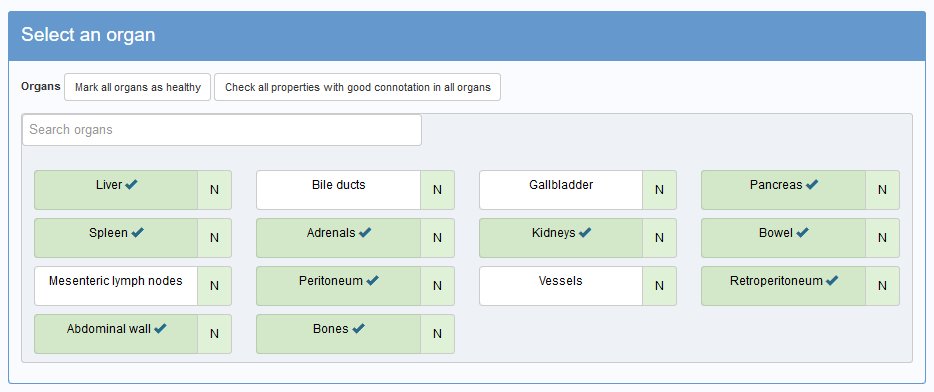 Select an organ
Organs Mark all organs as healthy Check all properties with good connotation in all organs
Search organs
Liver N Bile ducts N Gallbladder N Pancreas N
Spleen N Adrenals N Kidneys N Bowel N
Mesenteric lymph nodes N Peritoneum N Vessels N Retroperitoneum N
Abdominal wall N Bones N